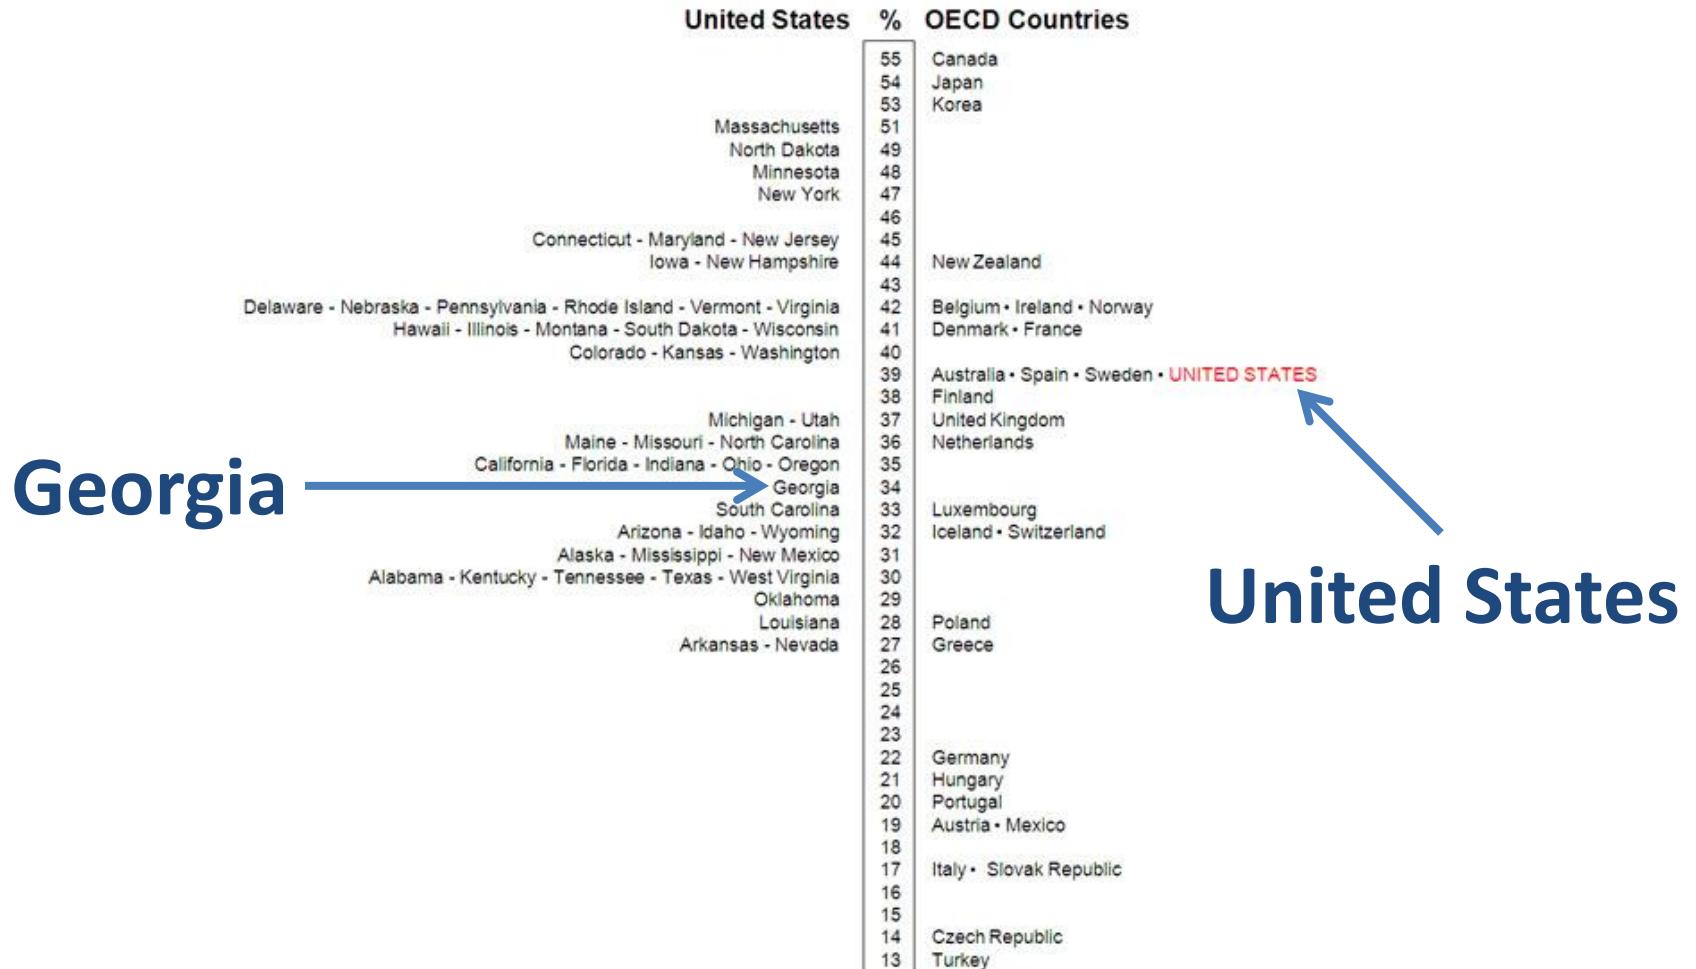 United States % OECD Countries
55 Canada
54 Japan
53 Korea
Massachusetts 51
North Dakota 49
Minnesota 48
New York 47
46
Connecticut - Maryland - New Jersey 45
Iowa - New Hampshire 44 New Zealand
43
Delaware - Nebraska - Pennsylvania - Rhode Island - Vermont - Virginia 42 Belgium • Ireland • Norway
Hawaii - Illinois - Montana - South Dakota - Wisconsin 41 Denmark • France
Colorado - Kansas - Washington 40
39 Australia • Spain • Sweden • UNITED STATES
38 Finland
Michigan - Utah 37 United Kingdom
Maine - Missouri - North Carolina 36 Netherlands
California - Florida - Indiana - Ohio - Oregon 35
Georgia
Georgia 34
South Carolina 33 Luxembourg
Arizona - Idaho - Wyoming 32 Iceland • Switzerland
Alaska - Mississippi - New Mexico 31
Alabama - Kentucky - Tennessee - Texas - West Virginia 30
United States
Oklahoma 29
Louisiana 28 Poland
Arkansas - Nevada 27 Greece
26
25
24
23
22 Germany
21 Hungary
20 Portugal
19 Austria • Mexico
18
17 Italy • Slovak Republic
16
15
14 Czech Republic
13 Turkey